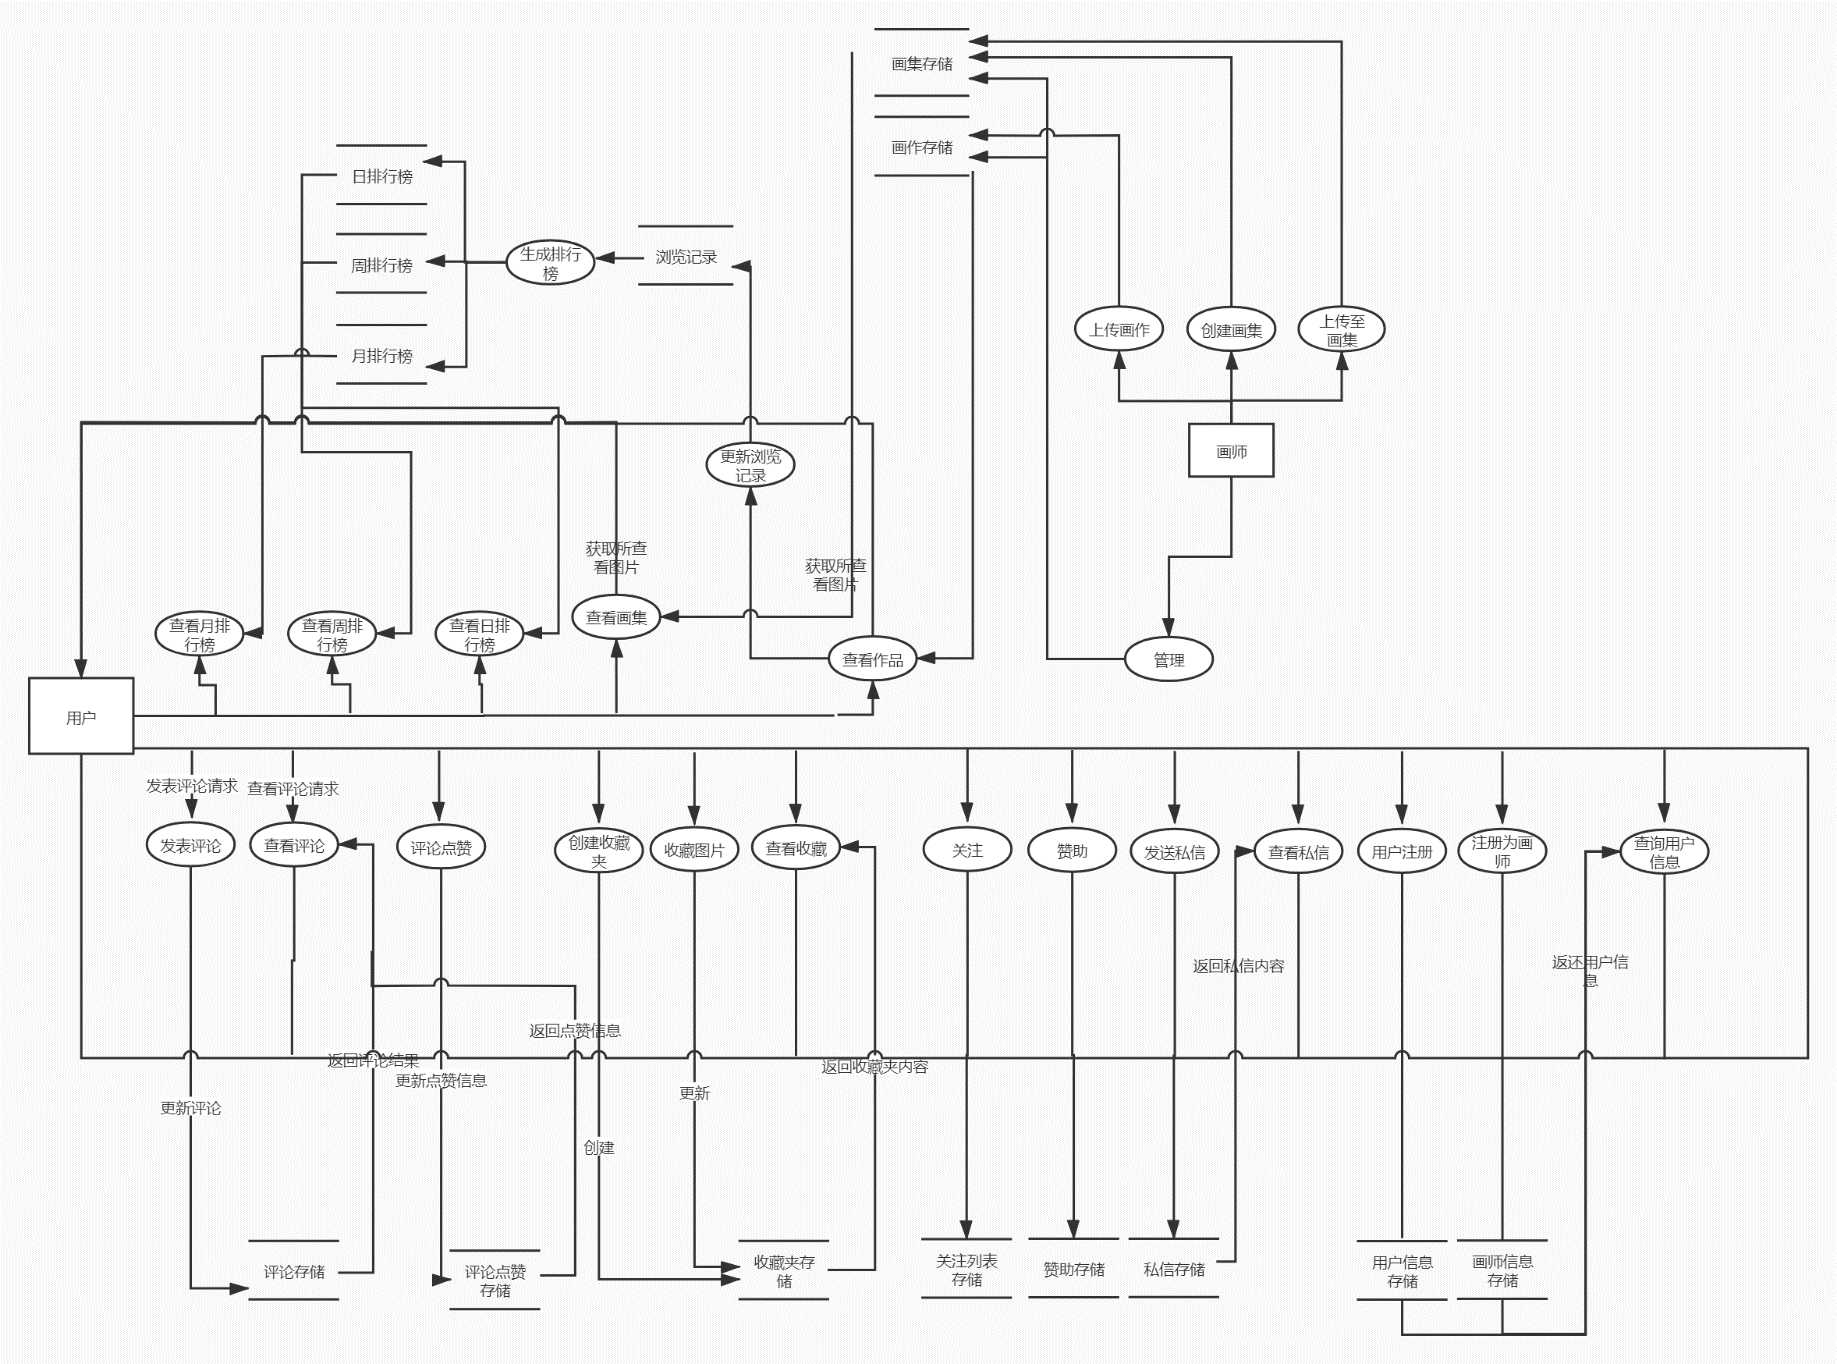 画集存储
画作存储
日排行榜
周排行榜
月排行榜
生成排行
榜
浏览记录
上传画作
创建画集
上传至
画集
画师
更新浏览
记录
获取所查
看图片
获取所查
看图片
查看月排
行榜
查看周排
行榜
查看日排
行榜
查看画集
查看作品
管理
用户
发表评论请求
查看评论请求
发表评论
查看评论
评论点赞
创建收藏
夹
收藏图片
查看收藏
关注
赞助
发送私信
查看私信
用户注册
注册为画
师
查询用户
信息
返回私信内容
返还用户信
息
返回点赞信息
返回评论结果
更新点赞信息
返回收藏夹内容
更新评论
更新
创建
评论存储
评论点赞
存储
收藏夹存
储
关注列表
存储
赞助存储
私信存储
用户信息
存储
画师信息
存储